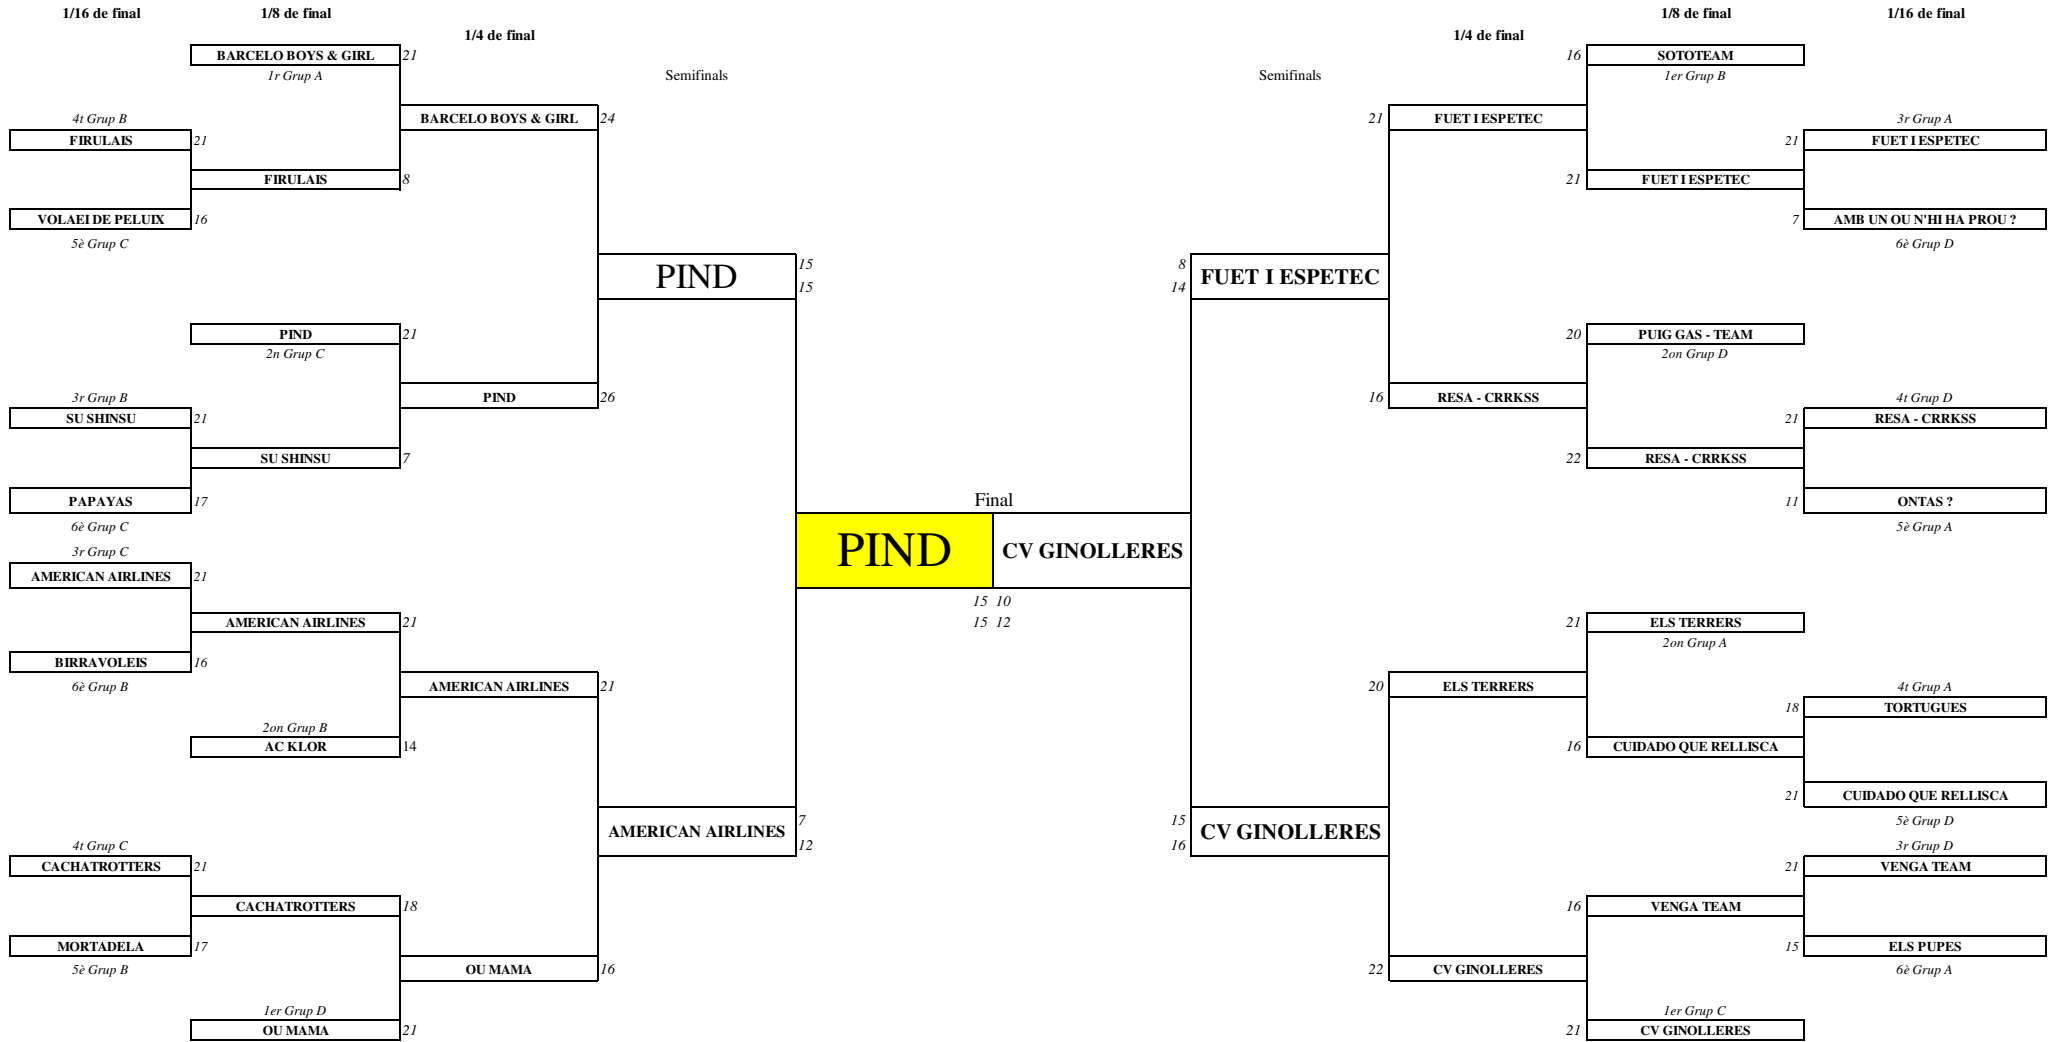 1/16 de final 1/8 de final 1/8 de final 1/16 de final
1/4 de final 1/4 de final
BARCELO BOYS & GIRL 21 16 SOTOTEAM
1r Grup A Semifinals Semifinals 1er Grup B
4t Grup B BARCELO BOYS & GIRL 24 21 FUET I ESPETEC 3r Grup A
FIRULAIS 21 21 FUET I ESPETEC
FIRULAIS 8 21 FUET I ESPETEC
VOLAEI DE PELUIX 16 7 AMB UN OU N'HI HA PROU ?
5è Grup C 6è Grup D
15 8
PIND FUET I ESPETEC
15 14
PIND 21 20 PUIG GAS - TEAM
2n Grup C 2on Grup D
3r Grup B PIND 26 16 RESA - CRRKSS 4t Grup D
SU SHINSU 21 21 RESA - CRRKSS
SU SHINSU 7 22 RESA - CRRKSS
PAPAYAS 17 Final 11 ONTAS ?
6è Grup C 5è Grup A
3r Grup C PIND CV GINOLLERES
AMERICAN AIRLINES 21
15 10
AMERICAN AIRLINES 21 15 12 21 ELS TERRERS
2on Grup A
BIRRAVOLEIS 16
6è Grup B AMERICAN AIRLINES 21 20 ELS TERRERS 4t Grup A
18 TORTUGUES
2on Grup B
AC KLOR 14 16 CUIDADO QUE RELLISCA
21 CUIDADO QUE RELLISCA
7 15 5è Grup D
AMERICAN AIRLINES CV GINOLLERES
4t Grup C 12 16 3r Grup D
CACHATROTTERS 21 21 VENGA TEAM
CACHATROTTERS 18 16 VENGA TEAM
MORTADELA 17 15 ELS PUPES
5è Grup B OU MAMA 16 22 CV GINOLLERES 6è Grup A
1er Grup D 1er Grup C
OU MAMA 21 21 CV GINOLLERES